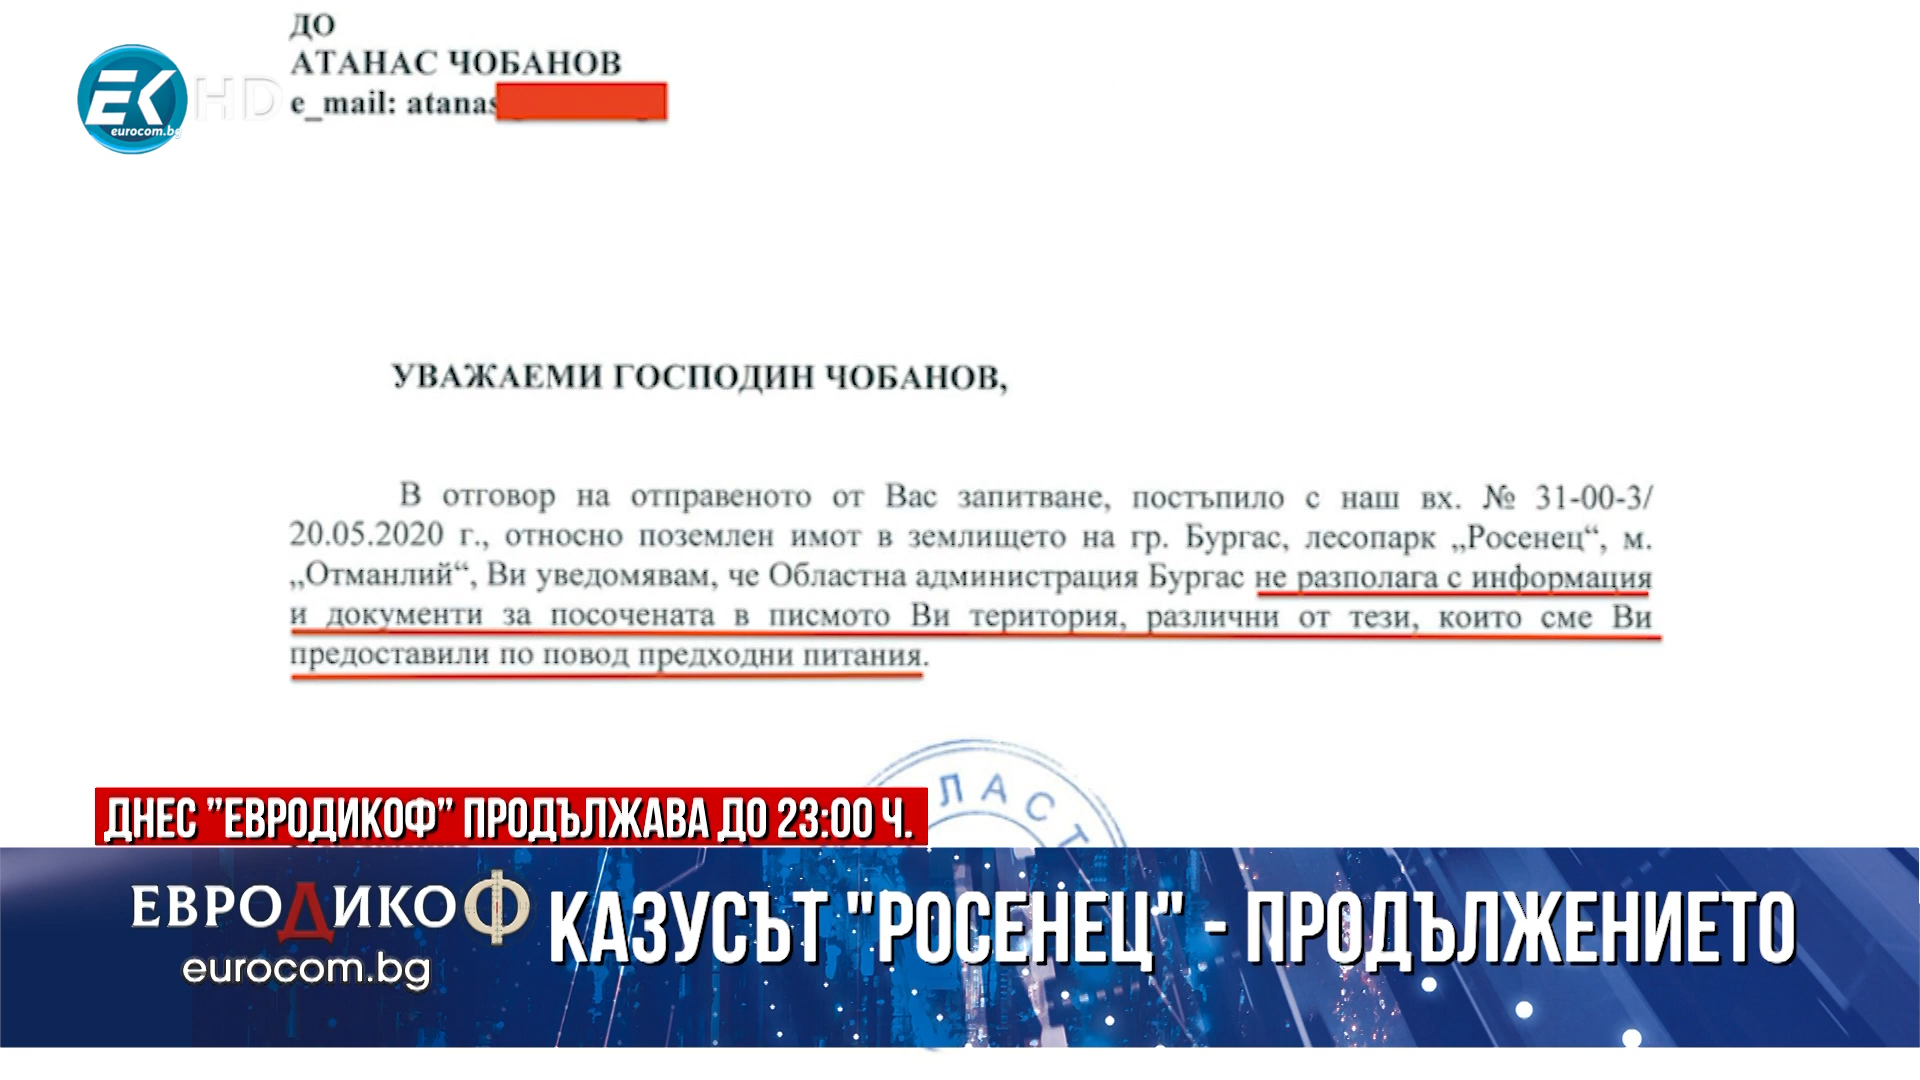 ДО
АТАНАС ЧОБАНОВ
e_mail: atanas
EK HD
eurocom.bg
УВАЖАЕМИ ГОСПОДИН ЧОБАНОВ,
В отговор на отправеното от Вас запитване, постъпило с наш вх. № 31-00-3/
20.05.2020 г., относно поземлен имот в землището на гр. Бургас, лесопарк „Росенец“, м.
„Отманлий“, Ви уведомявам, че Областна администрация Бургас не разполага с информация
и документи за посочената в писмото Ви територия, различни от тези, които сме Ви
предоставили по повод предходни питания.
ЛАСТ
ДНЕС "ЕВРОДИКОФ" ПРОДЪЛЖАВА ДО 23:00 Ч.
ЕВРОДИКОФ
eurocom.bg
КАЗУСЪТ "РОСЕНЕЦ" - ПРОДЪЛЖЕНИЕТО